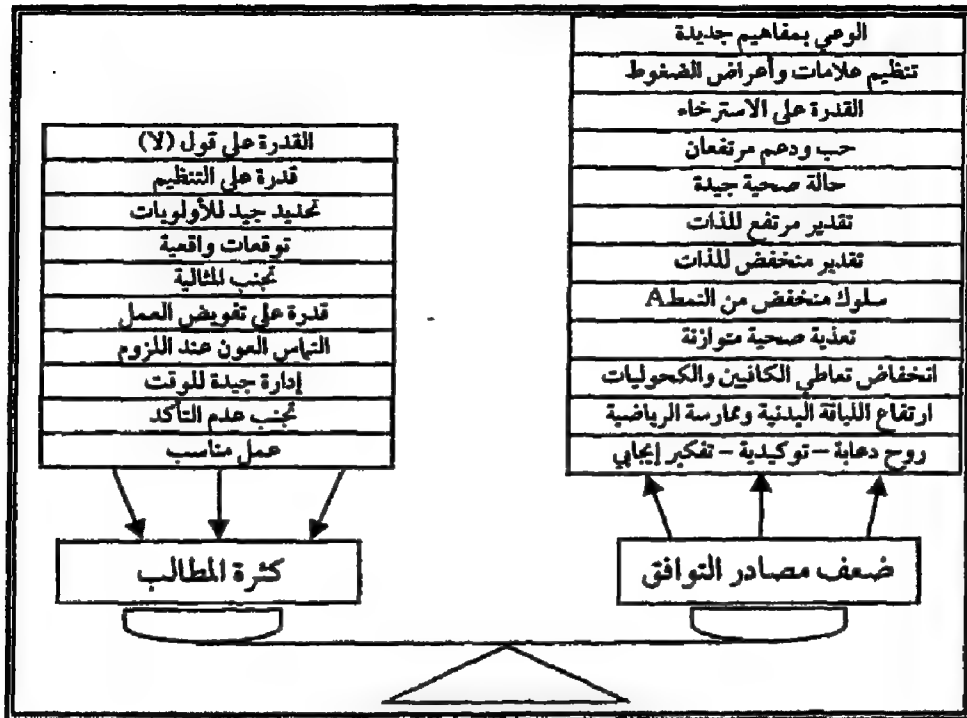 الوعي بمفاهيم جديدة
تنظيم علامات وأعراض الضغوط
القدرة على الاسترخاء
حب ودعم مرتفعان
حالة صحية جيدة
تقدير مرتفع للذات
تقدير منخفض للذات
سلوك منخفض من النمط A
تغذية صحية متوازنة
انخفاض تعاطي الكافيين والكحوليات
ارتفاع اللياقة البدنية وممارسة الرياضية
روح دعابة – توكيدية – تفكير إيجابي
ضعف مصادر التوافق
القدرة على قول (لا)
قدرة على التنظيم
تحديد جيد للأولويات
توقعات واقعية
تجنب المثالية
قدرة على تفويض العمل
التماس العون عند اللزوم
إدارة جيدة للوقت
تجنب عدم التأكد
عمل مناسب
كثرة المطالب